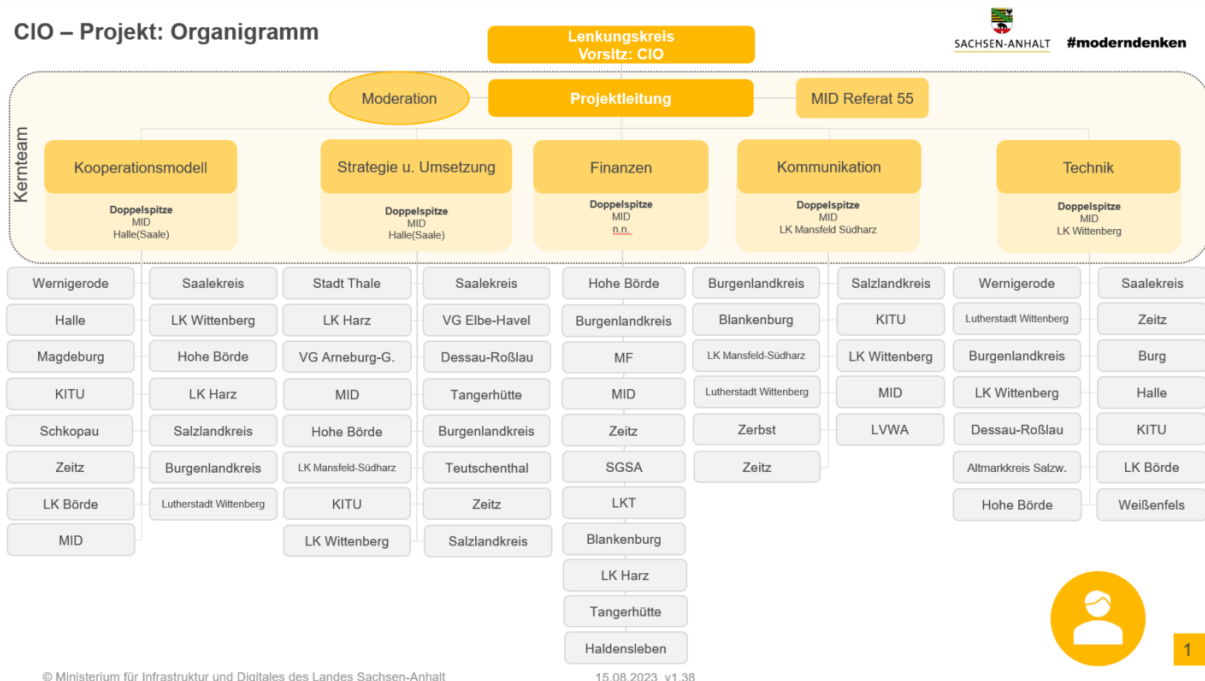 CIO – Projekt: Organigramm
Lenkungskreis
Vorsitz: CIO
SACHSEN-ANHALT
#moderndenken
Moderation
Projektleitung
MID Referat 55
Kernteam
Kooperationsmodell
Doppelspitze
MID
Halle(Saale)
Strategie u. Umsetzung
Doppelspitze
MID
Halle(Saale)
Finanzen
Doppelspitze
MID
n.n.
Kommunikation
Doppelspitze
MID
LK Mansfeld Südharz
Technik
Doppelspitze
MID
LK Wittenberg
Wernigerode
Halle
Magdeburg
KITU
Schkopau
Zeitz
LK Börde
MID
Saalekreis
LK Wittenberg
Hohe Börde
LK Harz
Salzlandkreis
Burgenlandkreis
Lutherstadt Wittenberg
Stadt Thale
LK Harz
VG Arneburg-G.
MID
Hohe Börde
LK Mansfeld-Südharz
KITU
LK Wittenberg
Saalekreis
VG Elbe-Havel
Dessau-Roßlau
Tangerhütte
Burgenlandkreis
Teutschenthal
Zeitz
Salzlandkreis
Hohe Börde
Burgenlandkreis
MF
MID
Zeitz
SGSA
LKT
Blankenburg
LK Harz
Tangerhütte
Haldensleben
Burgenlandkreis
Blankenburg
LK Mansfeld-Südharz
Lutherstadt Wittenberg
Zerbst
Zeitz
Salzlandkreis
KITU
LK Wittenberg
MID
LVWA
Wernigerode
Lutherstadt Wittenberg
Burgenlandkreis
LK Wittenberg
Dessau-Roßlau
Altmarkkreis Salzw.
Hohe Börde
Saalekreis
Zeitz
Burg
Halle
KITU
LK Börde
Weißenfels
1
© Ministerium für Infrastruktur und Digitales des Landes Sachsen-Anhalt
15.08.2023 v1.38